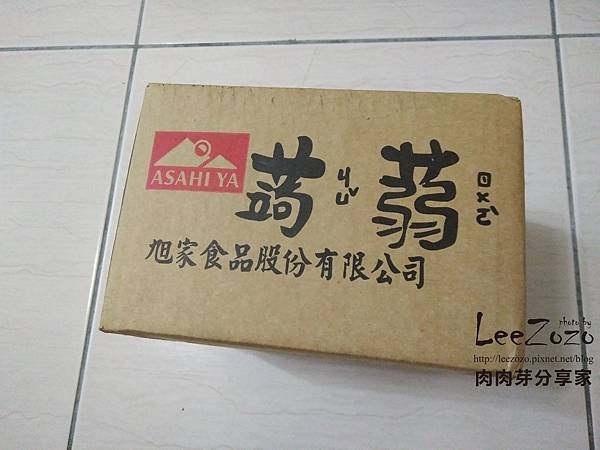 ASAHI YA
蒟ㄐㄩˇ蒻ㄖㄨㄛˋ
旭家食品股份有限公司
photo by
LeeZozo
http://leezozo.pixnet.net/blog
肉肉芽分享家